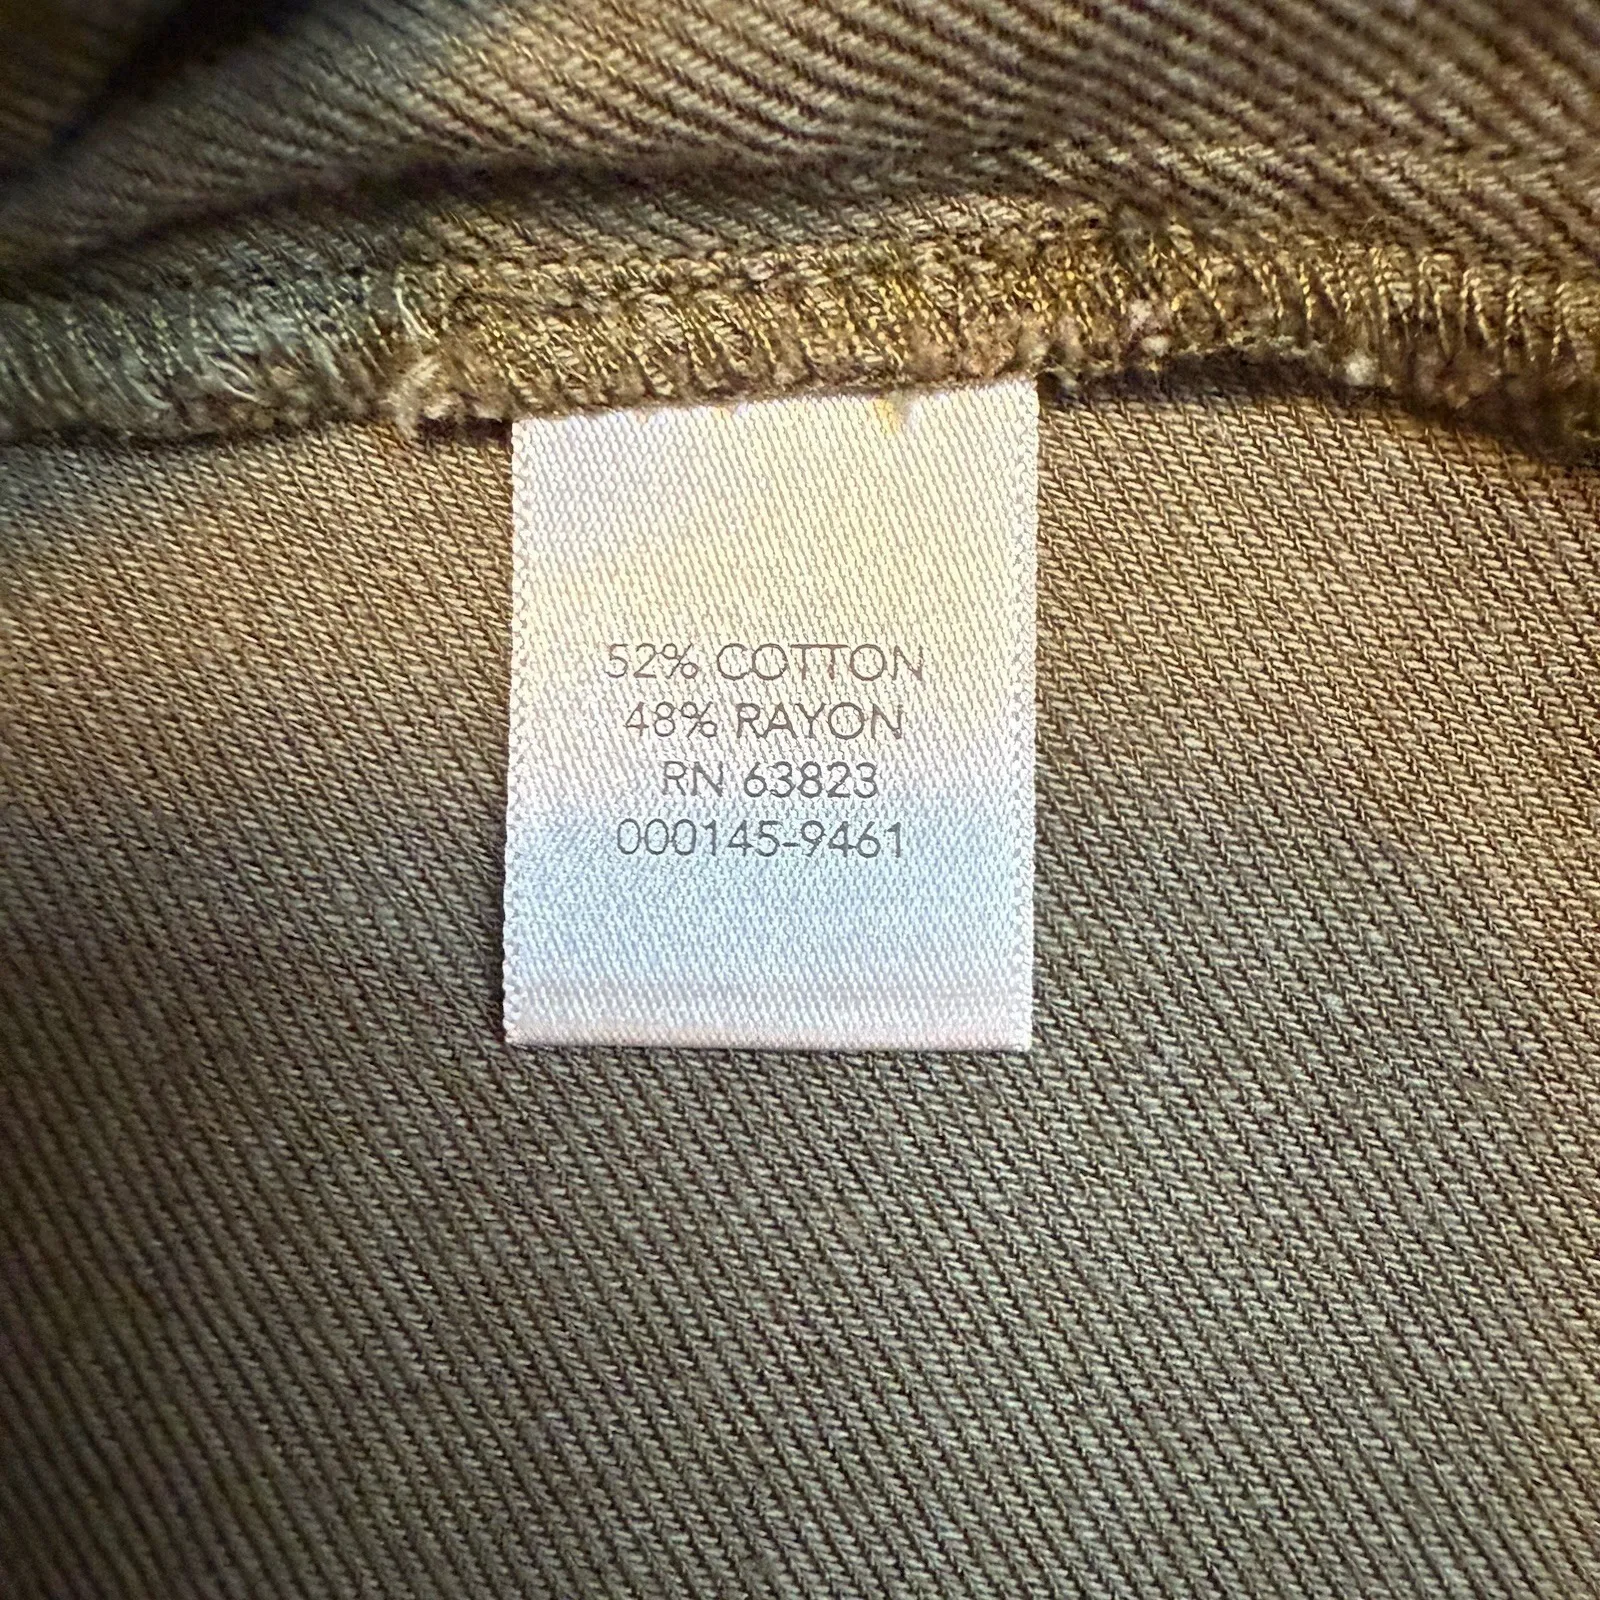 52% COTTON
48% RAYON
RN 63823
000145-9461